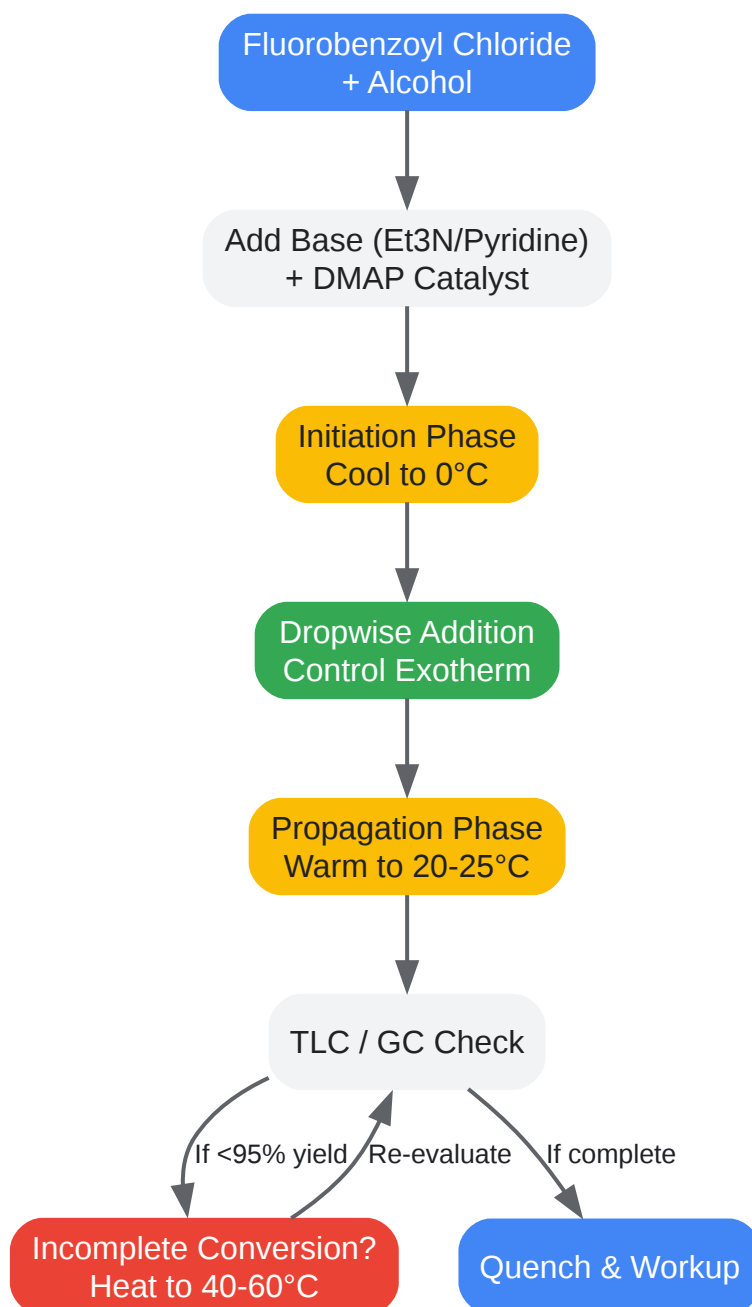 Fluorobenzoyl Chloride
+ Alcohol
Add Base (Et3N/Pyridine)
+ DMAP Catalyst
Initiation Phase
Cool to 0°C
Dropwise Addition
Control Exotherm
Propagation Phase
Warm to 20-25°C
TLC / GC Check
If <95% yield
Re-evaluate
If complete
Incomplete Conversion?
Heat to 40-60°C
Quench & Workup